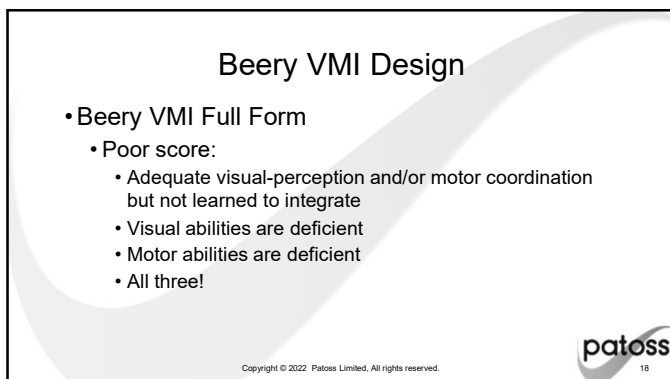 Beery VMI Design
•Beery VMI Full Form
• Poor score:
• Adequate visual-perception and/or motor coordination
but not learned to integrate
• Visual abilities are deficient
• Motor abilities are deficient
• All three!
patoss
Copyright © 2022 Patoss Limited, All rights reserved.
18